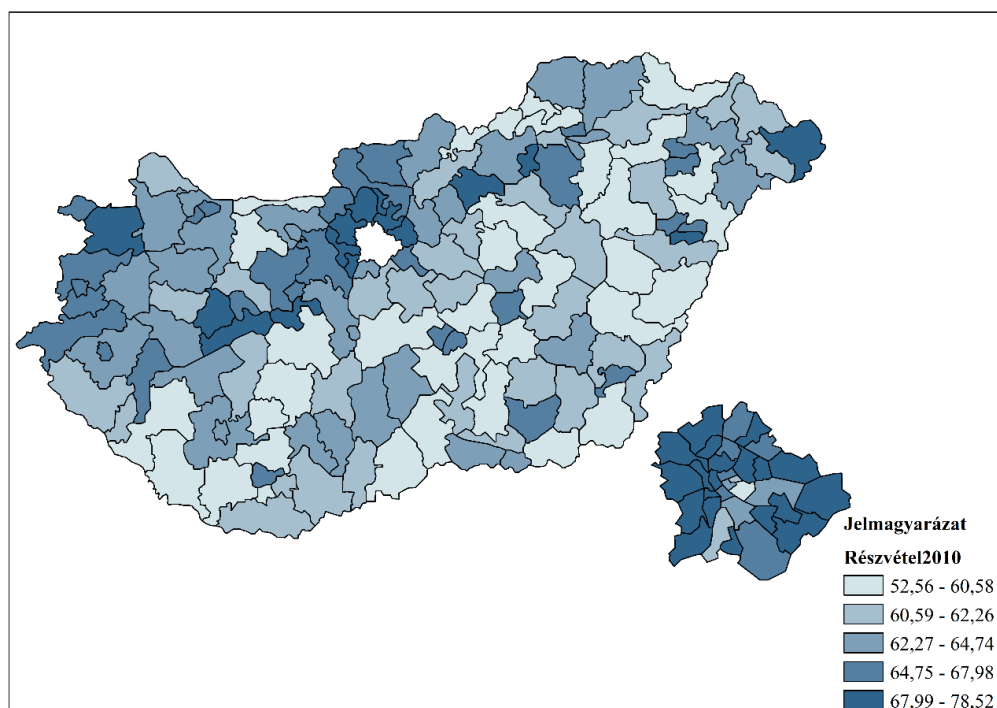 Jelmagyarázat
Részvétel2010
52,56 - 60,58
60,59 - 62,26
62,27 - 64,74
64,75 - 67,98
67,99 - 78,52